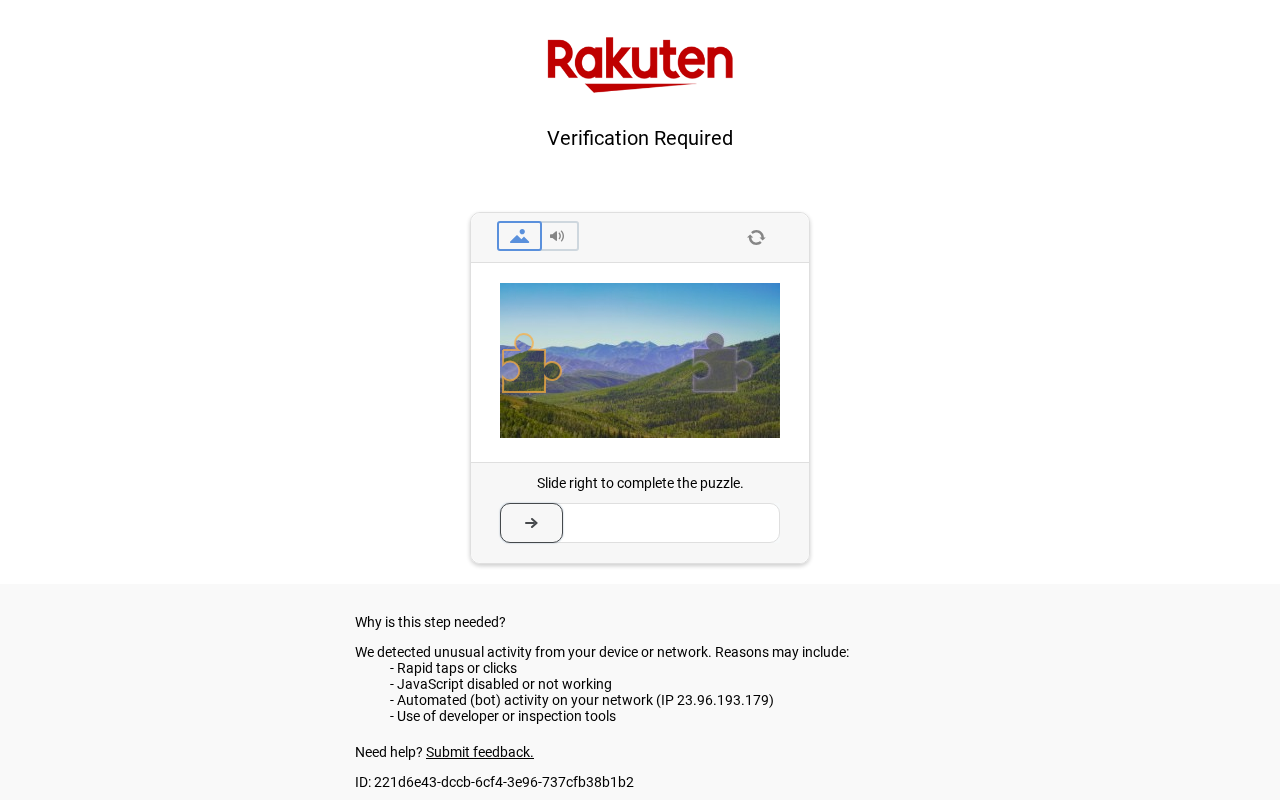 Rakuten
Verification Required
Slide right to complete the puzzle.
Why is this step needed?
We detected unusual activity from your device or network. Reasons may include:
- Rapid taps or clicks
- JavaScript disabled or not working
- Automated (bot) activity on your network (IP 23.96.193.179)
- Use of developer or inspection tools
Need help? Submit feedback.
ID: 221d6e43-dccb-6cf4-3e96-737cfb38b1b2